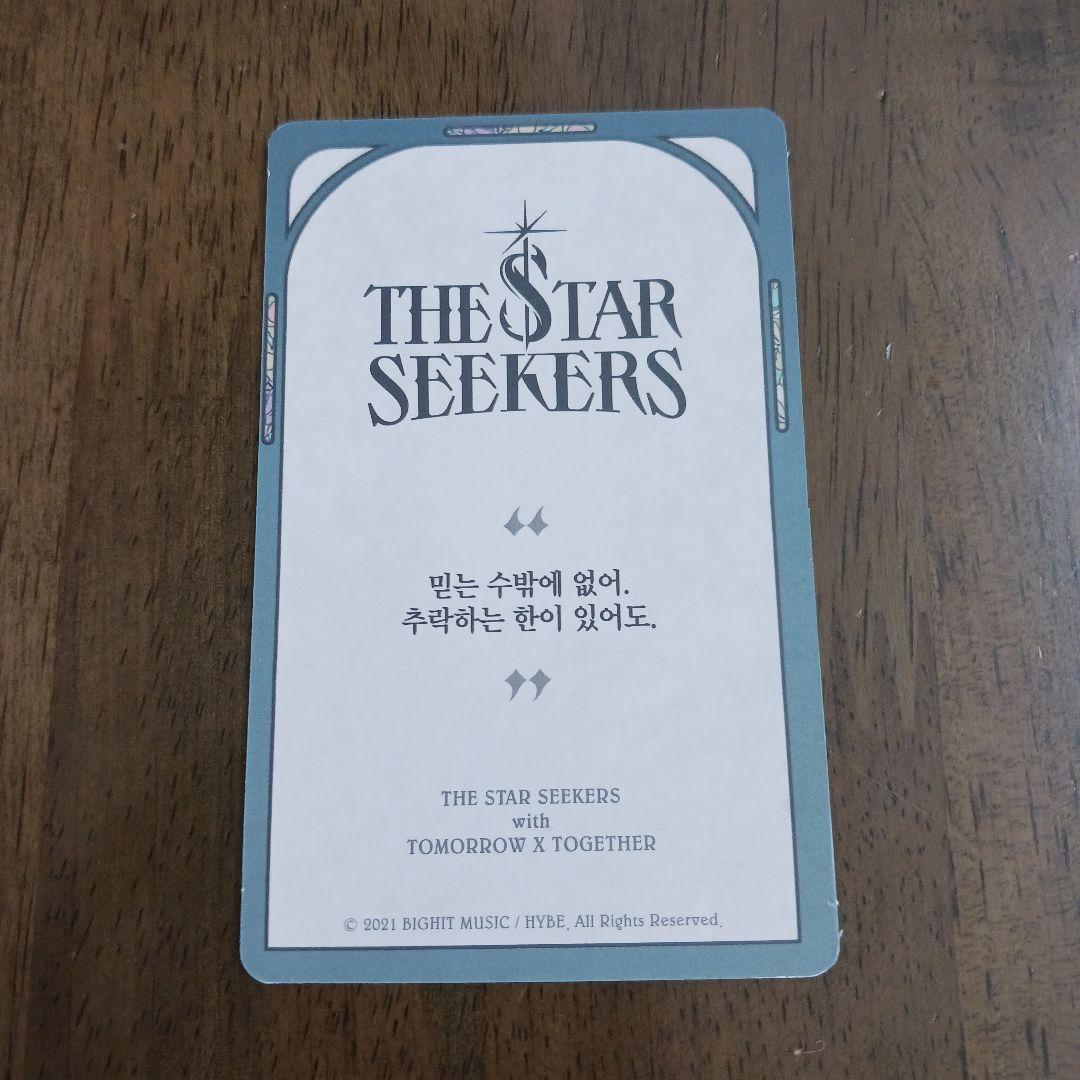 THE STAR
SEEKERS
“
믿는 수밖에 없어.
추락하는 한이 있어도.
”
THE STAR SEEKERS
with
TOMORROW X TOGETHER
© 2021 BIGHIT MUSIC / HYBE. All Rights Reserved.